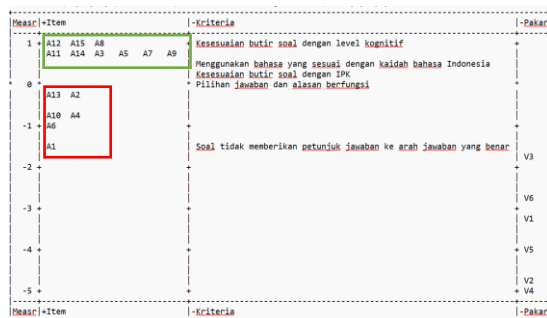 |Measr|+Item |-Kriteria |-Pakar
1 + A12 A15 A8 + Kesesuaian butir soal dengan level kognitif +
A11 A14 A3 A5 A7 A9
Menggunakan bahasa yang sesuai dengan kaidah bahasa Indonesia
Kesesuaian butir soal dengan IPK
* 0 * * Pilihan jawaban dan alasan berfungsi *
A13 A2
A10 A4
-1 + A6 + +
A1 Soal tidak memberikan petunjuk jawaban ke arah jawaban yang benar
V3
-2 + + +
V6
-3 + + +
V1
-4 + + + V5
V2
-5 + + + V4
|Measr|+Item |-Kriteria |-Pakar